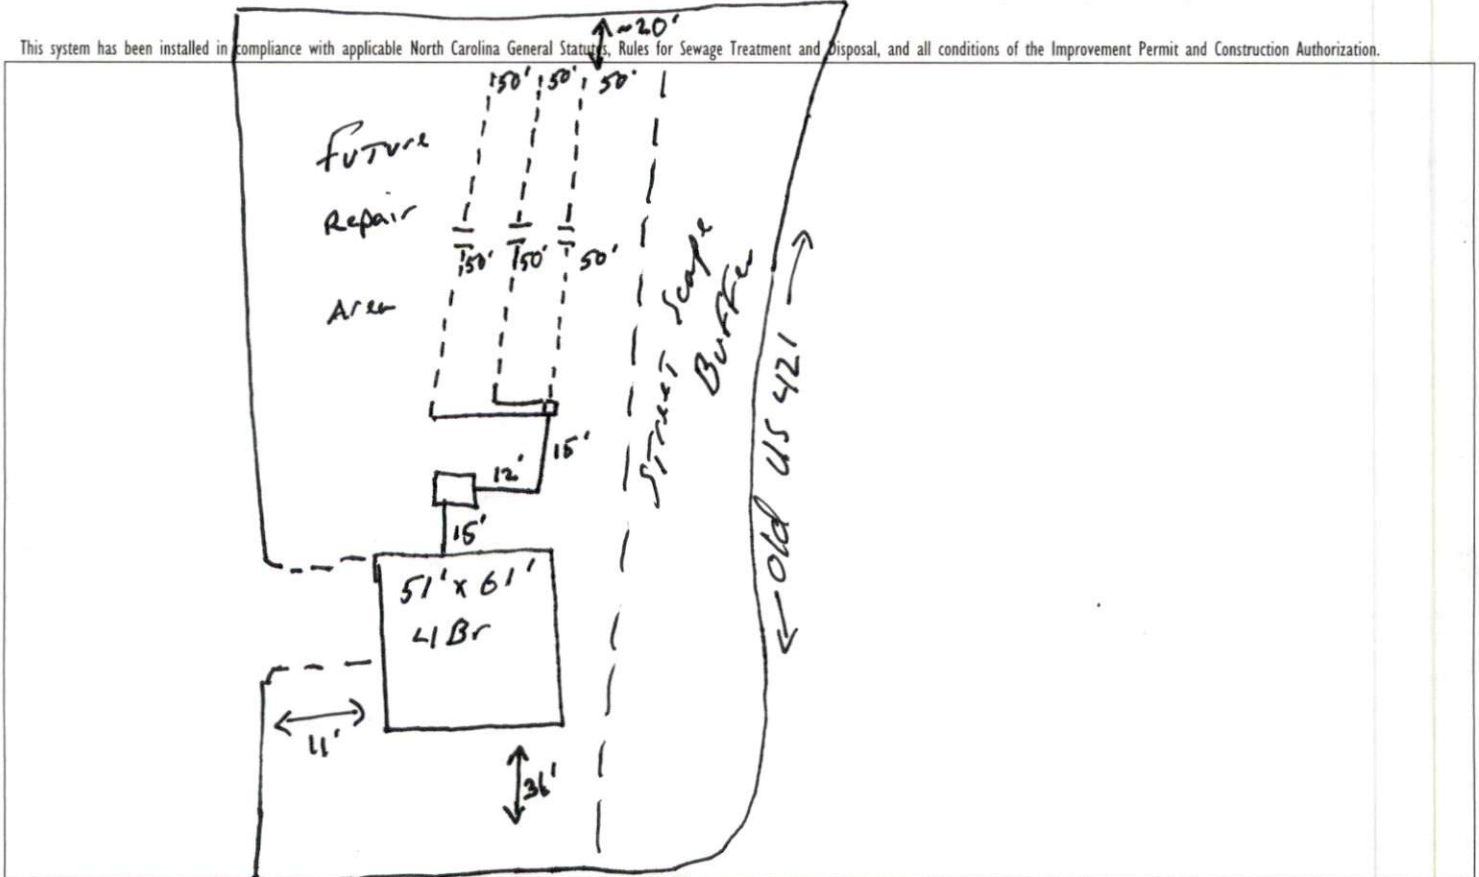 ~20'
This system has been installed in compliance with applicable North Carolina General Statutes, Rules for Sewage Treatment and Disposal, and all conditions of the Improvement Permit and Construction Authorization.
50' 50' 50'
Future
Repair
Area
50' 50' 50'
Street Scape
Buffer
Old US 421
15'
12'
15'
51' x 61'
4 Br
11'
36'